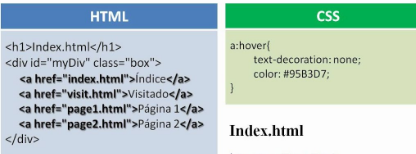 HTML
<h1>Index.html</h1>
<div id="myDiv" class="box">
<a href="index.html">Índice</a>
<a href="visit.html">Visitado</a>
<a href="page1.html">Página 1</a>
<a href="page2.html">Página 2</a>
</div>
CSS
a:hover{
text-decoration: none;
color: #95B3D7;
}
Index.html